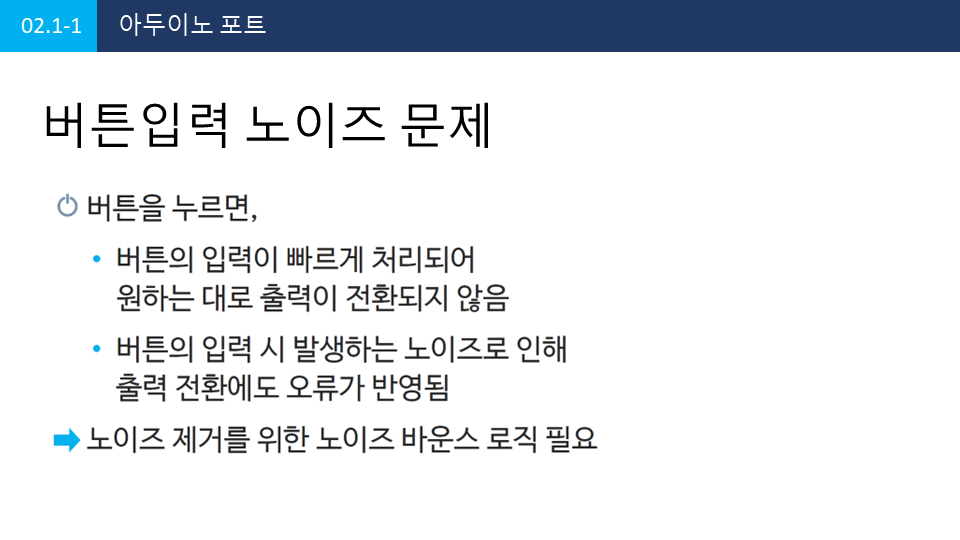 02.1-1 아두이노 포트
버튼입력 노이즈 문제
버튼을 누르면,
• 버튼의 입력이 빠르게 처리되어
원하는 대로 출력이 전환되지 않음
• 버튼의 입력 시 발생하는 노이즈로 인해
출력 전환에도 오류가 반영됨
노이즈 제거를 위한 노이즈 바운스 로직 필요